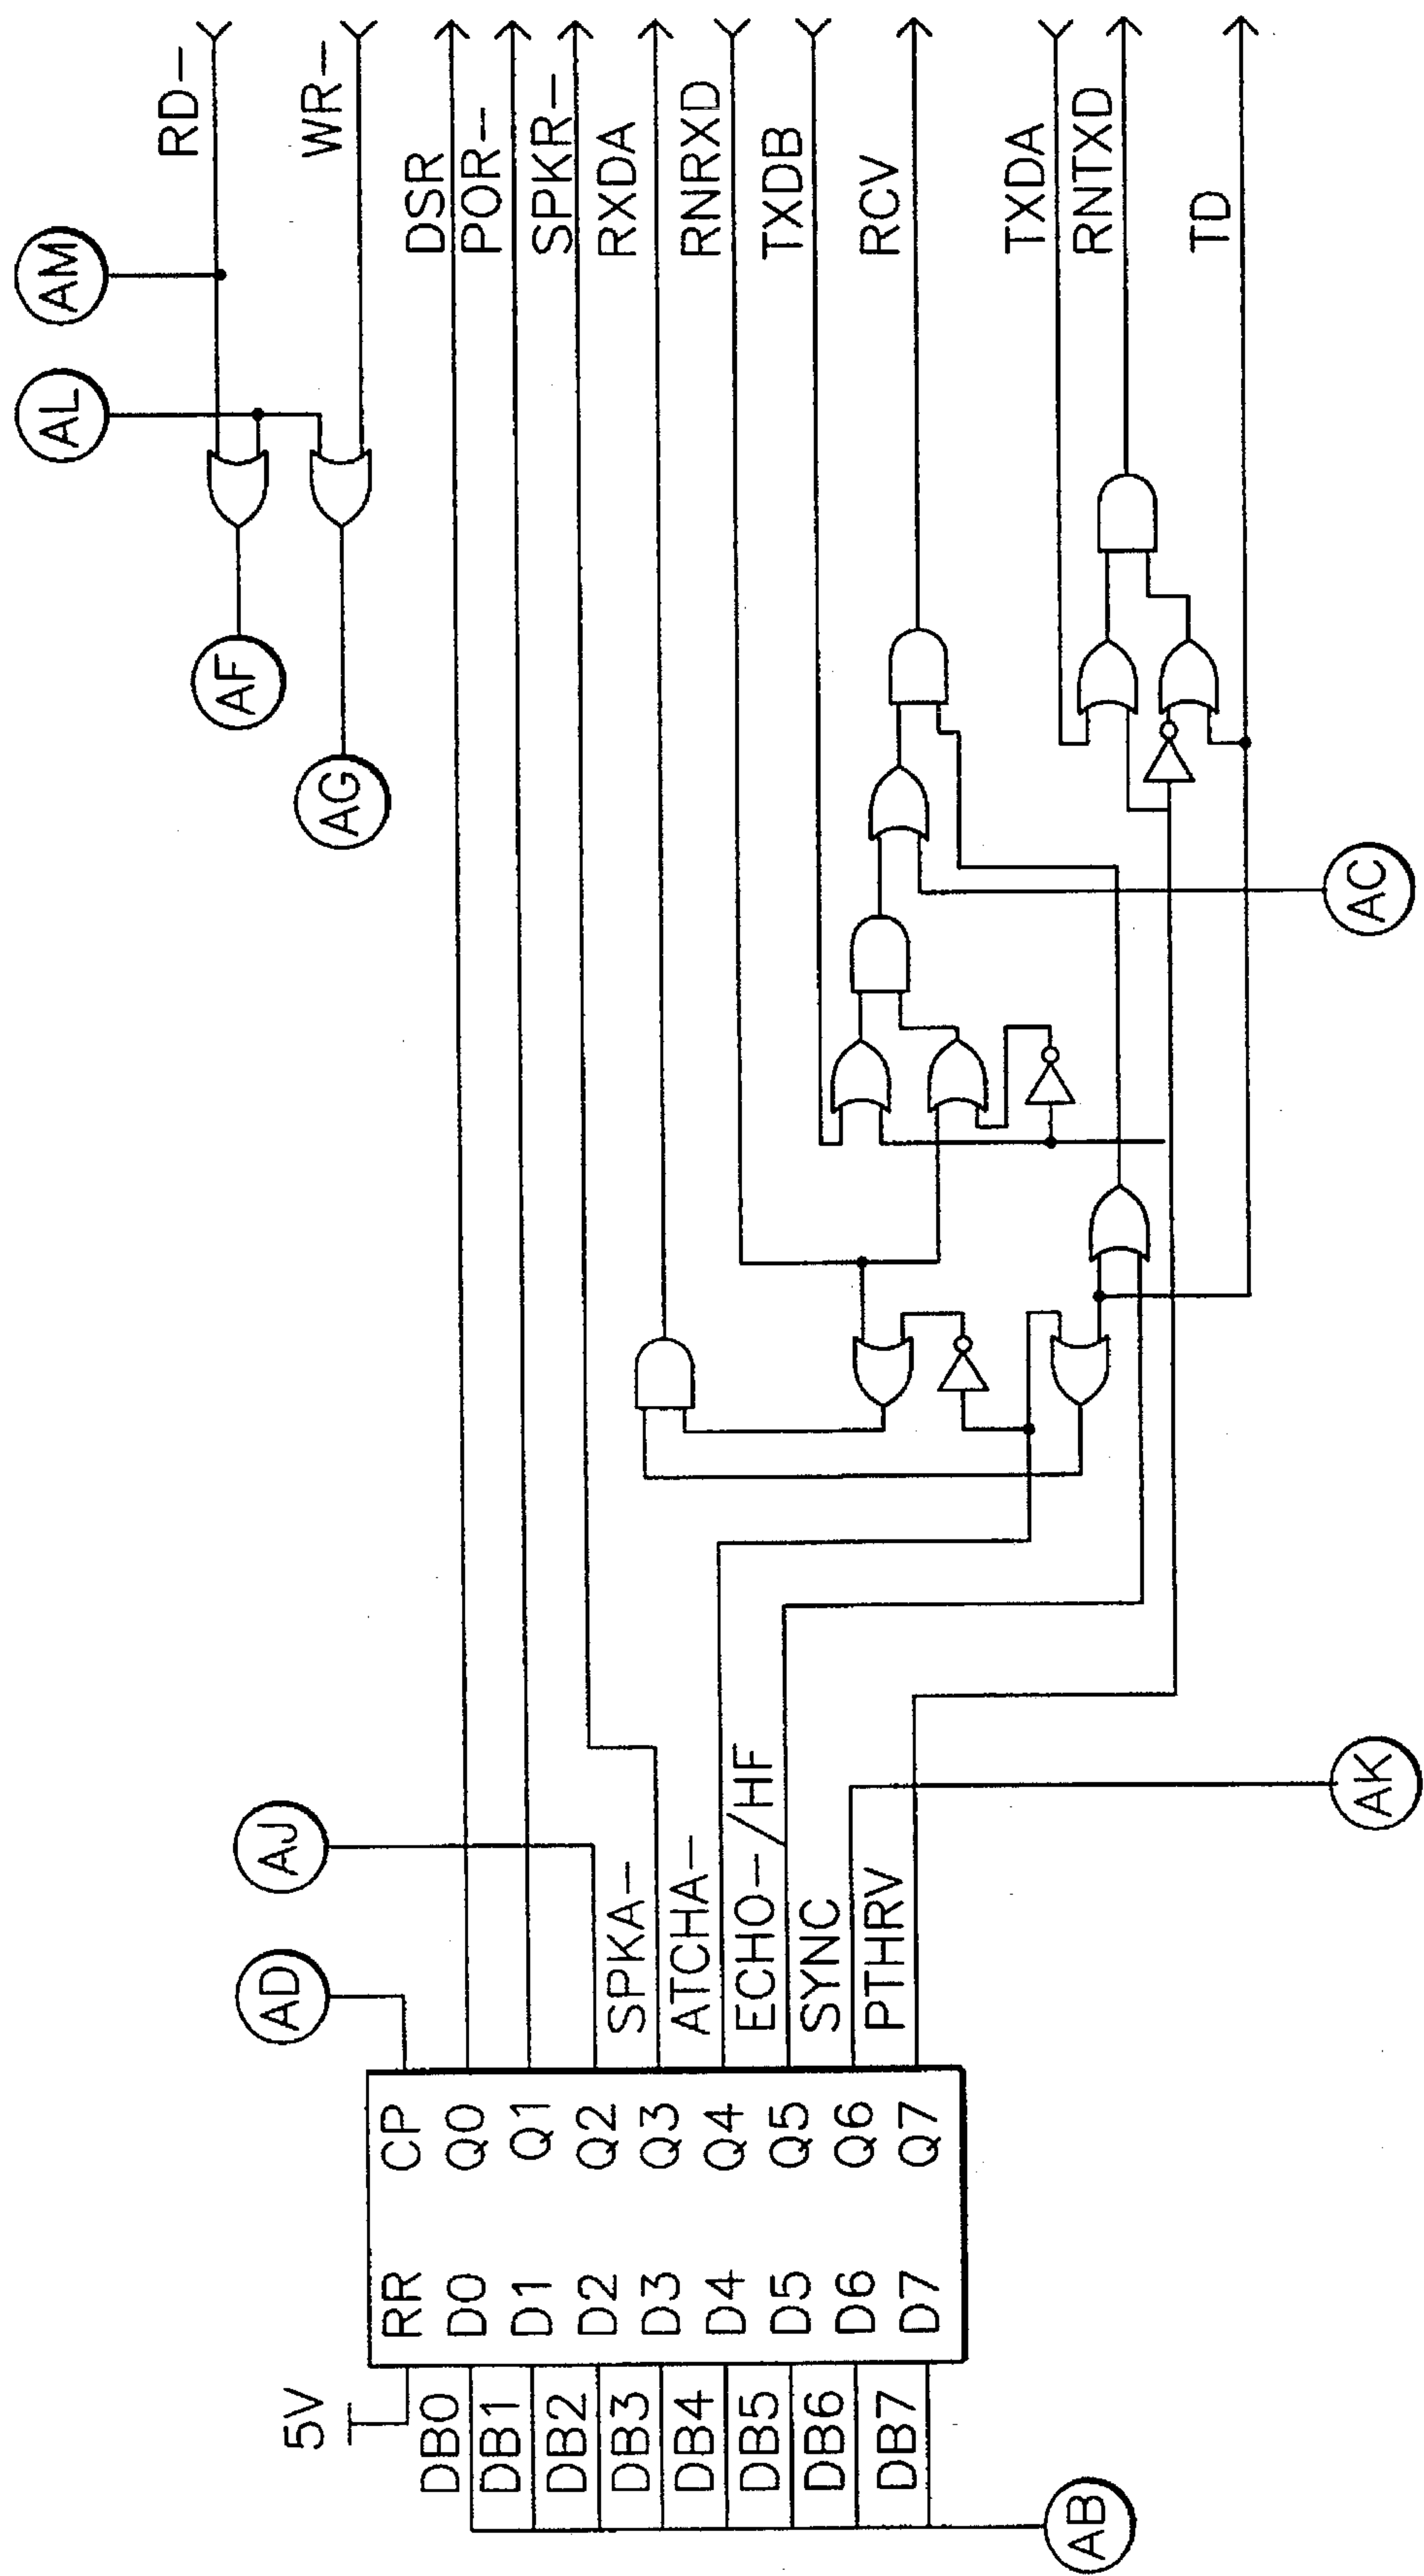 5V
RR CP
DB0 D0 Q0
DB1 D1 Q1
DB2 D2 Q2
DB3 D3 Q3
DB4 D4 Q4
DB5 D5 Q5
DB6 D6 Q6
DB7 D7 Q7
AB
AD
AJ
SPKA-
ATCHA-
ECHO-/HF
SYNC
PTHRV
AK
AC
AF
AG
AL
AM
RD-
WR-
DSR
POR-
SPKR-
RXDA
RNRXD
TXDB
RCV
TXDA
RNTXD
TD